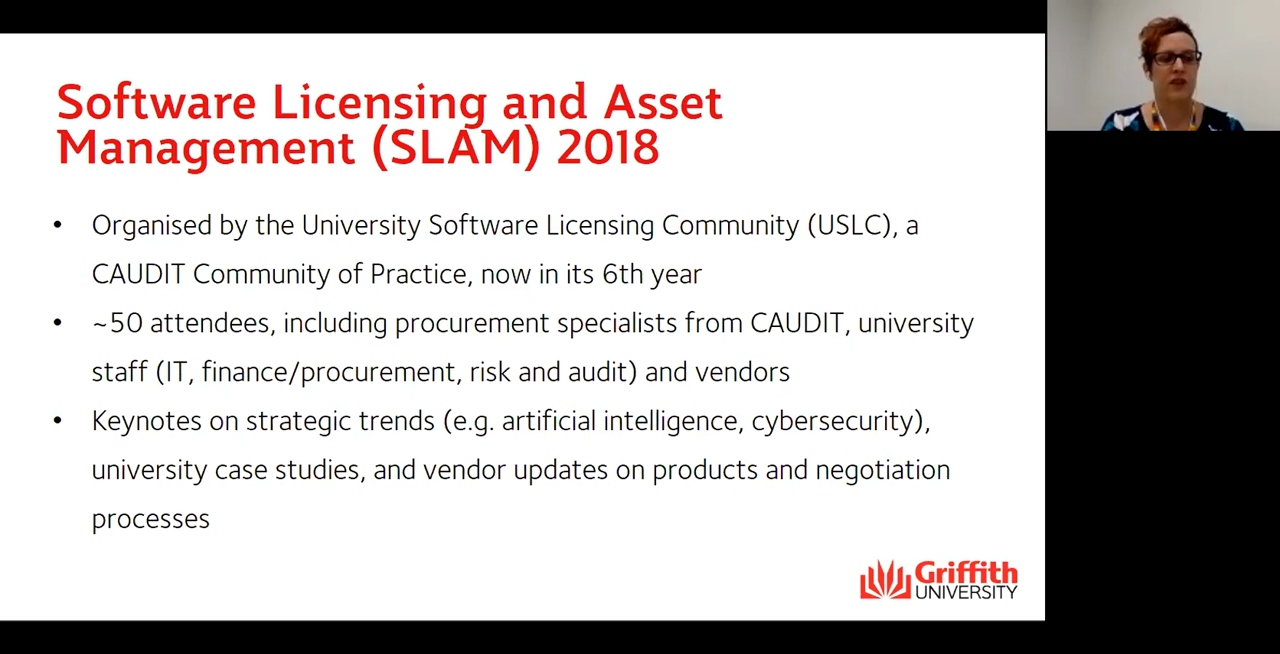 Software Licensing and Asset
Management (SLAM) 2018
• Organised by the University Software Licensing Community (USLC), a
CAUDIT Community of Practice, now in its 6th year
• ~50 attendees, including procurement specialists from CAUDIT, university
staff (IT, finance/procurement, risk and audit) and vendors
• Keynotes on strategic trends (e.g. artificial intelligence, cybersecurity),
university case studies, and vendor updates on products and negotiation
processes
Griffith
UNIVERSITY